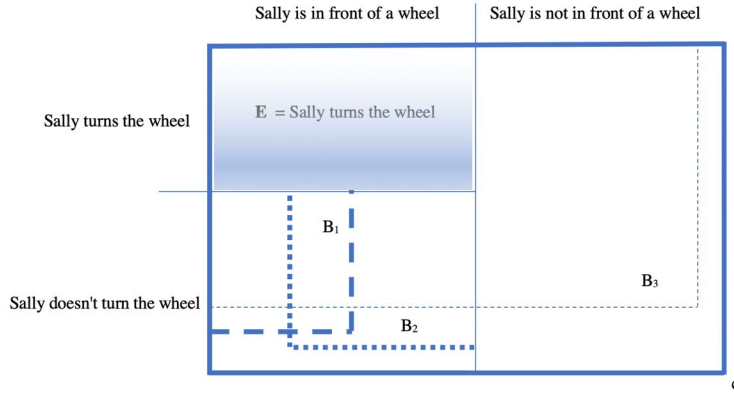 Sally is in front of a wheel
Sally is not in front of a wheel
Sally turns the wheel
E = Sally turns the wheel
B₁
B₃
Sally doesn't turn the wheel
B₂